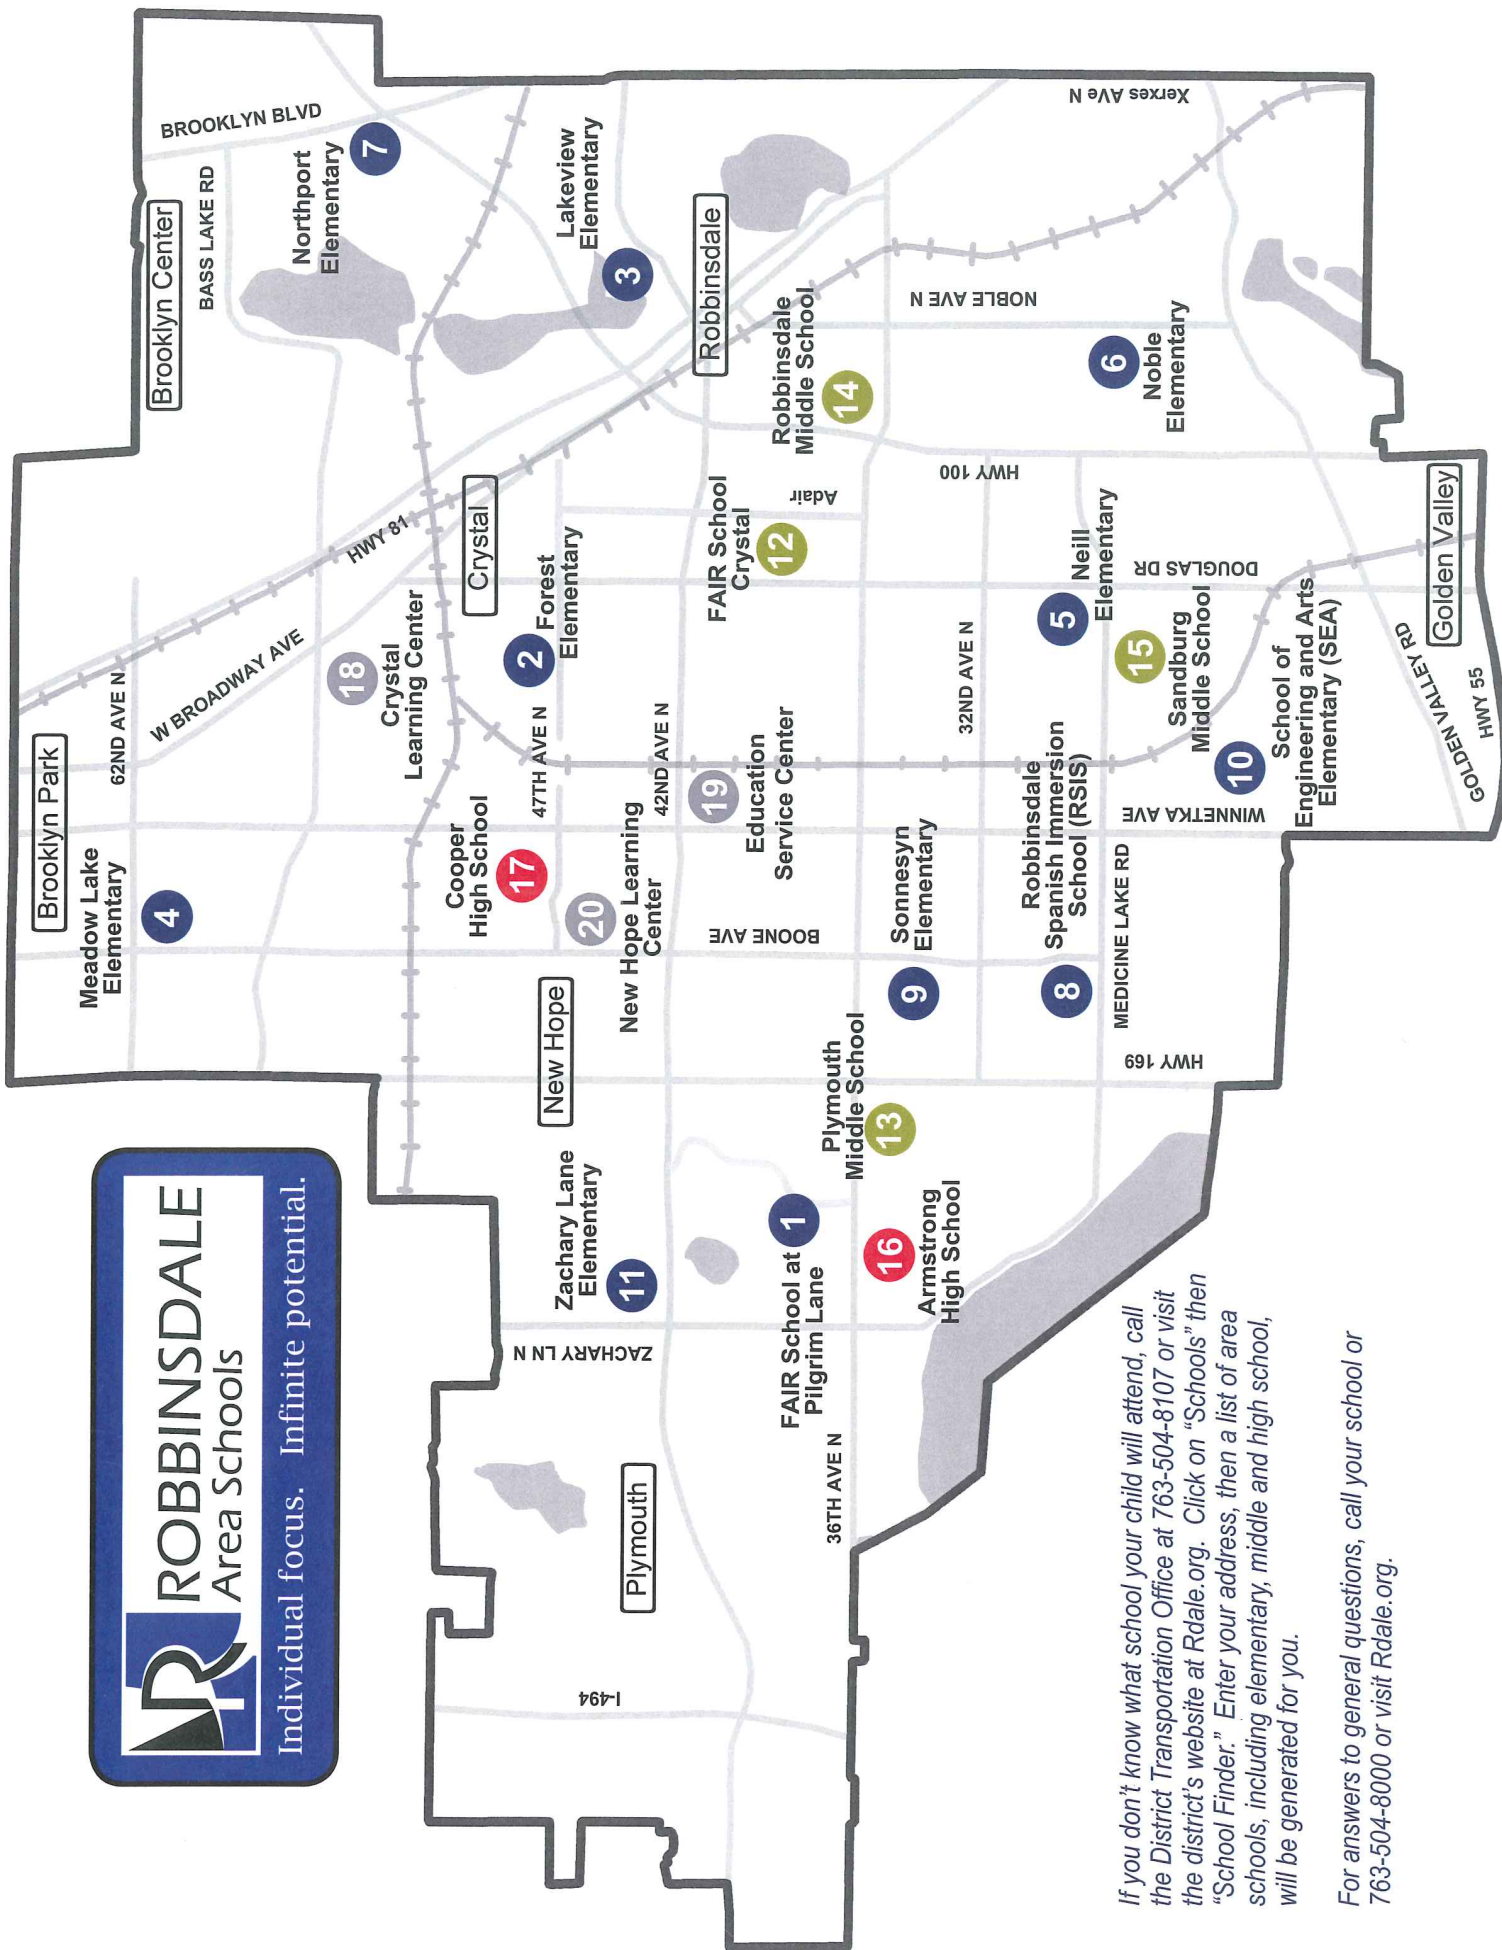 ROBBINSDALE
Area Schools
Individual focus. Infinite potential.
Brooklyn Park
Meadow Lake
Elementary
4
62ND AVE N
W BROADWAY AVE
HWY 81
Brooklyn Center
BROOKLYN BLVD
BASS LAKE RD
Northport
Elementary
7
18
Crystal
Learning Center
Crystal
Cooper
High School
17
47TH AVE N
2
Forest
Elementary
Lakeview
Elementary
3
New Hope
20
New Hope Learning
Center
42ND AVE N
Zachary Lane
Elementary
11
ZACHARY LN N
Plymouth
I-494
19
Education
Service Center
BOONE AVE
FAIR School
Crystal
12
Adair
Robbinsdale
Robbinsdale
Middle School
14
FAIR School at
Pilgrim Lane
1
36TH AVE N
Plymouth
Middle School
13
16
Armstrong
High School
Sonnesyn
Elementary
9
32ND AVE N
HWY 100
NOBLE AVE N
Xerxes AVe N
Robbinsdale
Spanish Immersion
School (RSIS)
8
MEDICINE LAKE RD
HWY 169
WINNETKA AVE
5
Neill
Elementary
DOUGLAS DR
15
Sandburg
Middle School
6
Noble
Elementary
10
School of
Engineering and Arts
Elementary (SEA)
GOLDEN VALLEY RD
HWY 55
Golden Valley
If you don't know what school your child will attend, call
the District Transportation Office at 763-504-8107 or visit
the district's website at Rdale.org. Click on "Schools" then
"School Finder." Enter your address, then a list of area
schools, including elementary, middle and high school,
will be generated for you.
For answers to general questions, call your school or
763-504-8000 or visit Rdale.org.